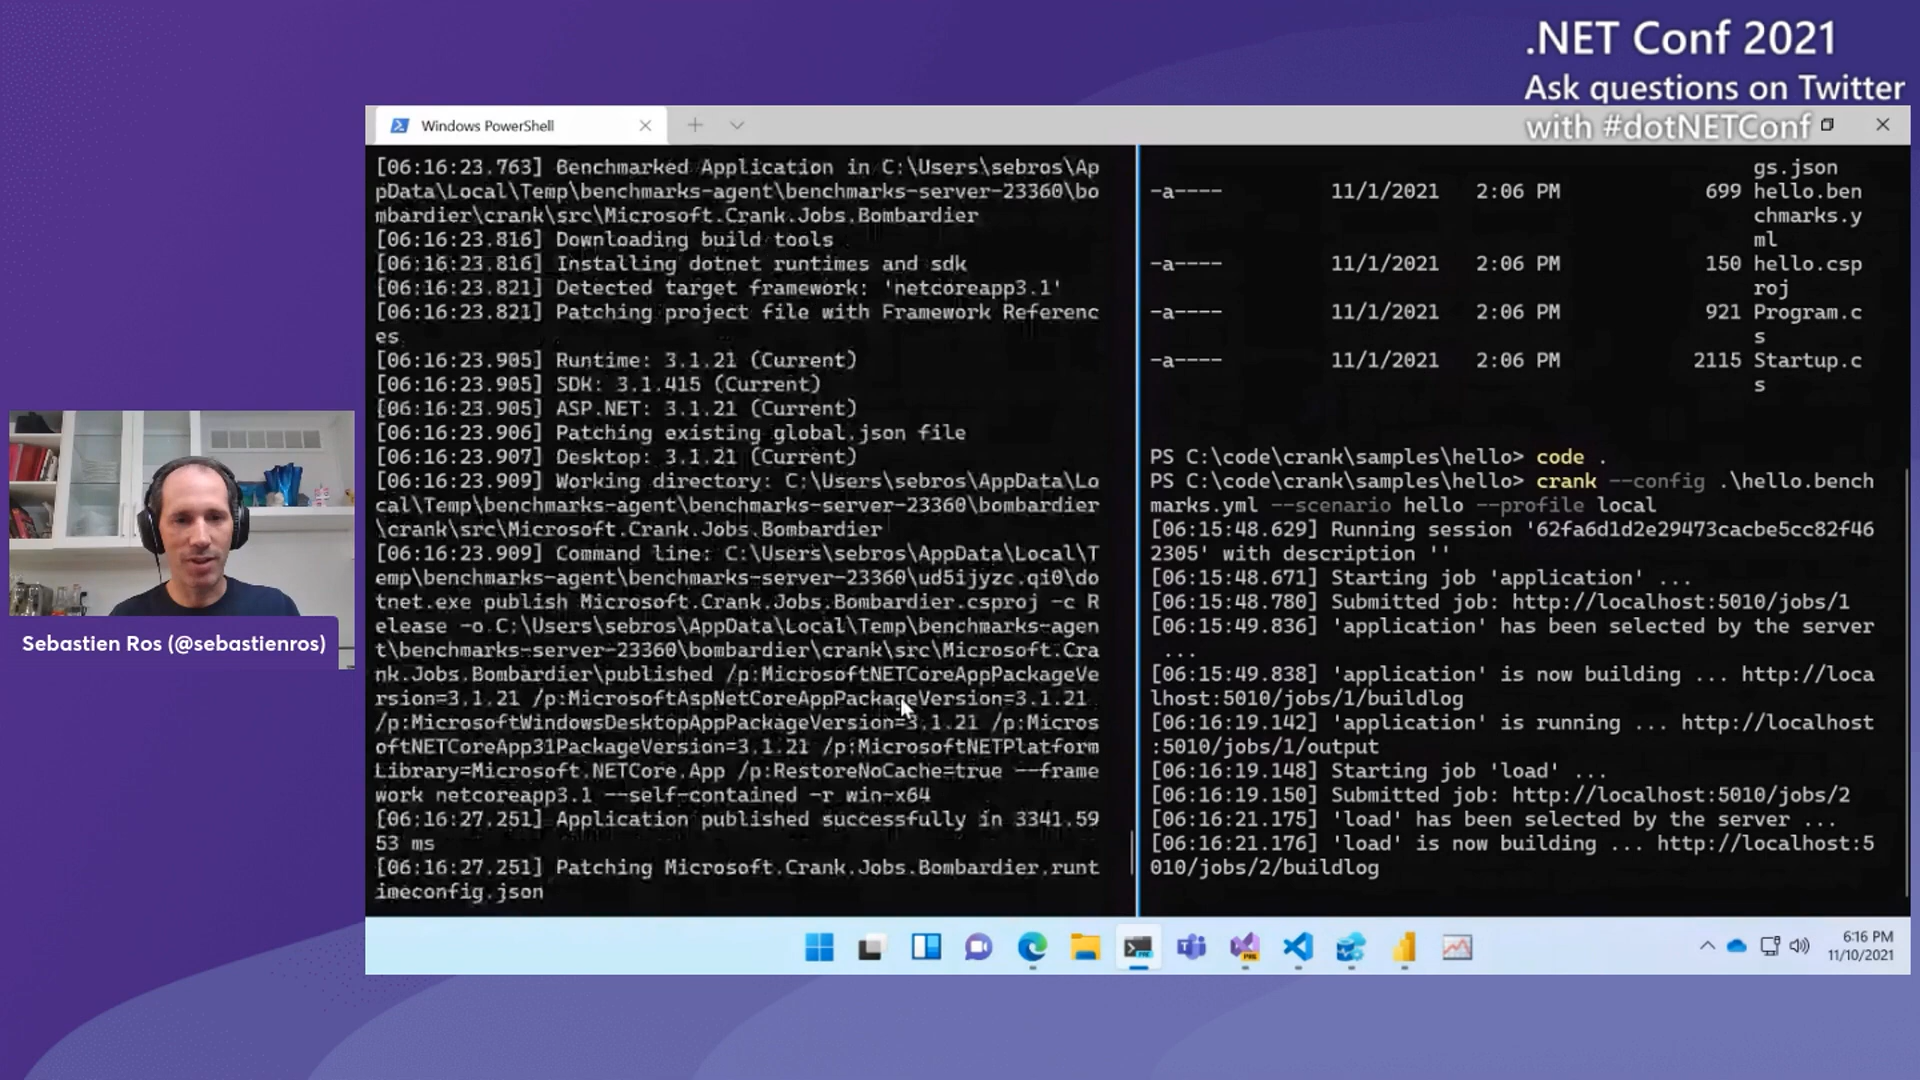 .NET Conf 2021
Ask questions on Twitter
with #dotNETConf
Windows PowerShell
[06:16:23.763] Benchmarked Application in C:\Users\sebros\Ap
pData\Local\Temp\benchmarks-agent\benchmarks-server-23360\bo
mbardier\crank\src\Microsoft.Crank.Jobs.Bombardier
[06:16:23.816] Downloading build tools
[06:16:23.816] Installing dotnet runtimes and sdk
[06:16:23.821] Detected target framework: 'netcoreapp3.1'
[06:16:23.821] Patching project file with Framework Referenc
es
[06:16:23.905] Runtime: 3.1.21 (Current)
[06:16:23.905] SDK: 3.1.415 (Current)
[06:16:23.905] ASP.NET: 3.1.21 (Current)
[06:16:23.906] Patching existing global.json file
[06:16:23.907] Desktop: 3.1.21 (Current)
[06:16:23.909] Working directory: C:\Users\sebros\AppData\Lo
cal\Temp\benchmarks-agent\benchmarks-server-23360\bombardier
\crank\src\Microsoft.Crank.Jobs.Bombardier
[06:16:23.909] Command line: C:\Users\sebros\AppData\Local\T
emp\benchmarks-agent\benchmarks-server-23360\ud5ijyzc.qi0\do
tnet.exe publish Microsoft.Crank.Jobs.Bombardier.csproj -c R
elease -o C:\Users\sebros\AppData\Local\Temp\benchmarks-agen
t\benchmarks-server-23360\bombardier\crank\src\Microsoft.Cra
nk.Jobs.Bombardier\published /p:MicrosoftNETCoreAppPackageVe
rsion=3.1.21 /p:MicrosoftAspNetCoreAppPackageVersion=3.1.21
/p:MicrosoftWindowsDesktopAppPackageVersion=3.1.21 /p:Micros
oftNETCoreApp31PackageVersion=3.1.21 /p:MicrosoftNETPlatform
Library=Microsoft.NETCore.App /p:RestoreNoCache=true --frame
work netcoreapp3.1 --self-contained -r win-x64
[06:16:27.251] Application published successfully in 3341.59
53 ms
[06:16:27.251] Patching Microsoft.Crank.Jobs.Bombardier.runt
imeconfig.json
gs.json
-a---- 11/1/2021 2:06 PM 699 hello.ben
chmarks.y
ml
-a---- 11/1/2021 2:06 PM 150 hello.csp
roj
-a---- 11/1/2021 2:06 PM 921 Program.c
s
-a---- 11/1/2021 2:06 PM 2115 Startup.c
s
PS C:\code\crank\samples\hello> code .
PS C:\code\crank\samples\hello> crank --config .\hello.bench
marks.yml --scenario hello --profile local
[06:15:48.629] Running session '62fa6d1d2e29473cacbe5cc82f46
2305' with description ''
[06:15:48.671] Starting job 'application' ...
[06:15:48.780] Submitted job: http://localhost:5010/jobs/1
[06:15:49.836] 'application' has been selected by the server
...
[06:15:49.838] 'application' is now building ... http://loca
lhost:5010/jobs/1/buildlog
[06:16:19.142] 'application' is running ... http://localhost
:5010/jobs/1/output
[06:16:19.148] Starting job 'load' ...
[06:16:19.150] Submitted job: http://localhost:5010/jobs/2
[06:16:21.175] 'load' has been selected by the server ...
[06:16:21.176] 'load' is now building ... http://localhost:5
010/jobs/2/buildlog
Sebastien Ros (@sebastienros)
6:16 PM
11/10/2021